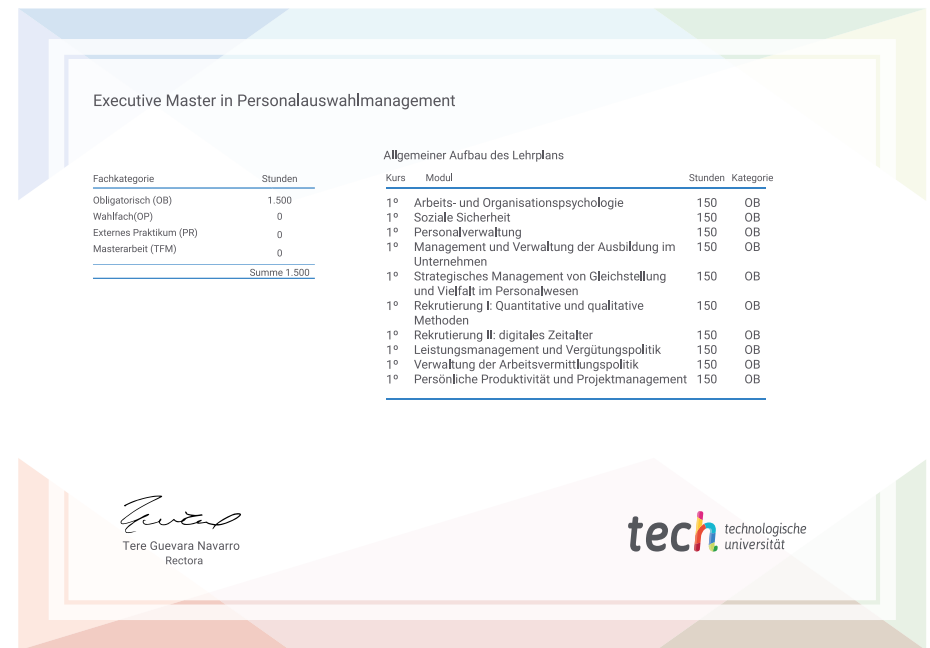 Executive Master in Personalauswahlmanagement
Fachkategorie Stunden
Obligatorisch (OB) 1.500
Wahlfach(OP) 0
Externes Praktikum (PR) 0
Masterarbeit (TFM) 0
Summe 1.500
Allgemeiner Aufbau des Lehrplans
Kurs Modul Stunden Kategorie
1º Arbeits- und Organisationspsychologie 150 OB
1º Soziale Sicherheit 150 OB
1º Personalverwaltung 150 OB
1º Management und Verwaltung der Ausbildung im 150 OB
Unternehmen
1º Strategisches Management von Gleichstellung 150 OB
und Vielfalt im Personalwesen
1º Rekrutierung I: Quantitative und qualitative 150 OB
Methoden
1º Rekrutierung II: digitales Zeitalter 150 OB
1º Leistungsmanagement und Vergütungspolitik 150 OB
1º Verwaltung der Arbeitsvermittlungspolitik 150 OB
1º Persönliche Produktivität und Projektmanagement 150 OB
Tere Guevara Navarro
Rectora
tech technologische
universität